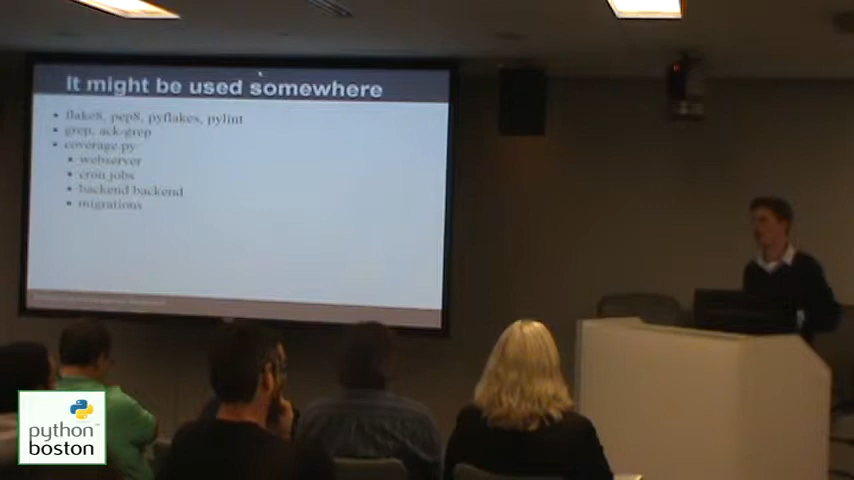 It might be used somewhere
flake8, pep8, pyflakes, pylint
grep, ack-grep
coverage.py
webserver
cron jobs
backend backend
migrations
python
boston